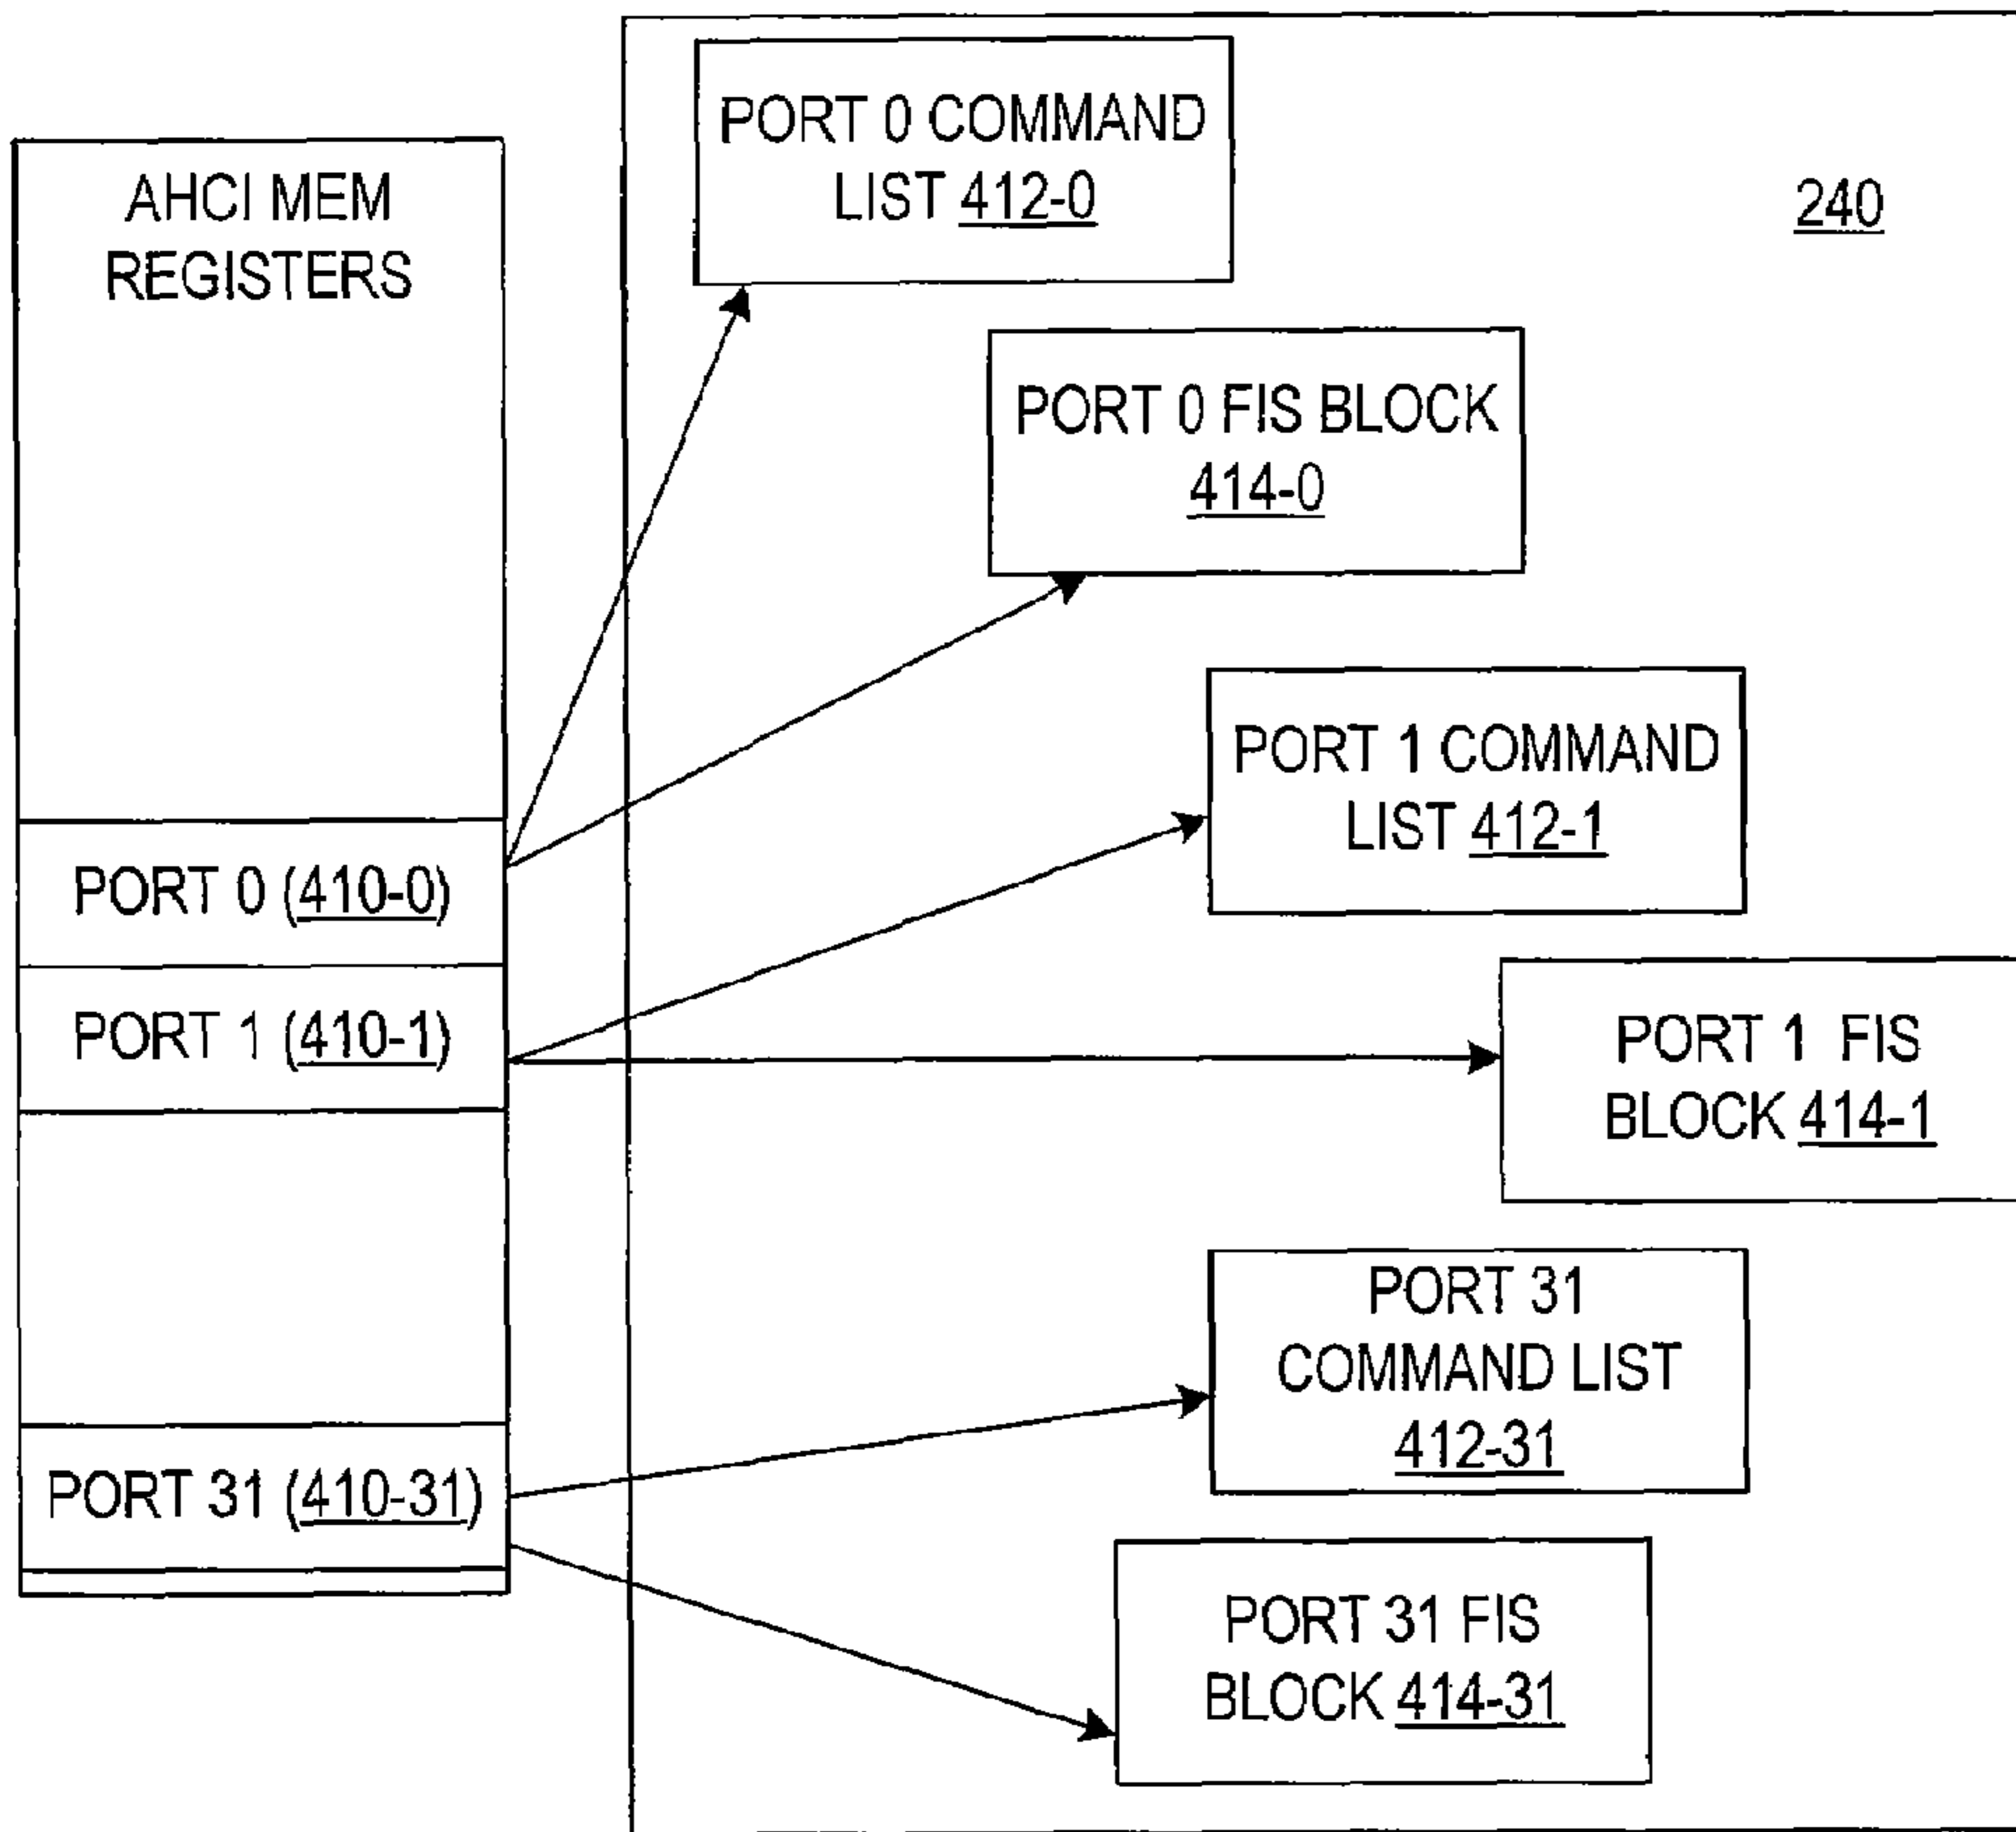 AHCI MEM
REGISTERS
PORT 0 (410-0)
PORT 1 (410-1)
PORT 31 (410-31)
PORT 0 COMMAND
LIST 412-0
240
PORT 0 FIS BLOCK
414-0
PORT 1 COMMAND
LIST 412-1
PORT 1 FIS
BLOCK 414-1
PORT 31
COMMAND LIST
412-31
PORT 31 FIS
BLOCK 414-31